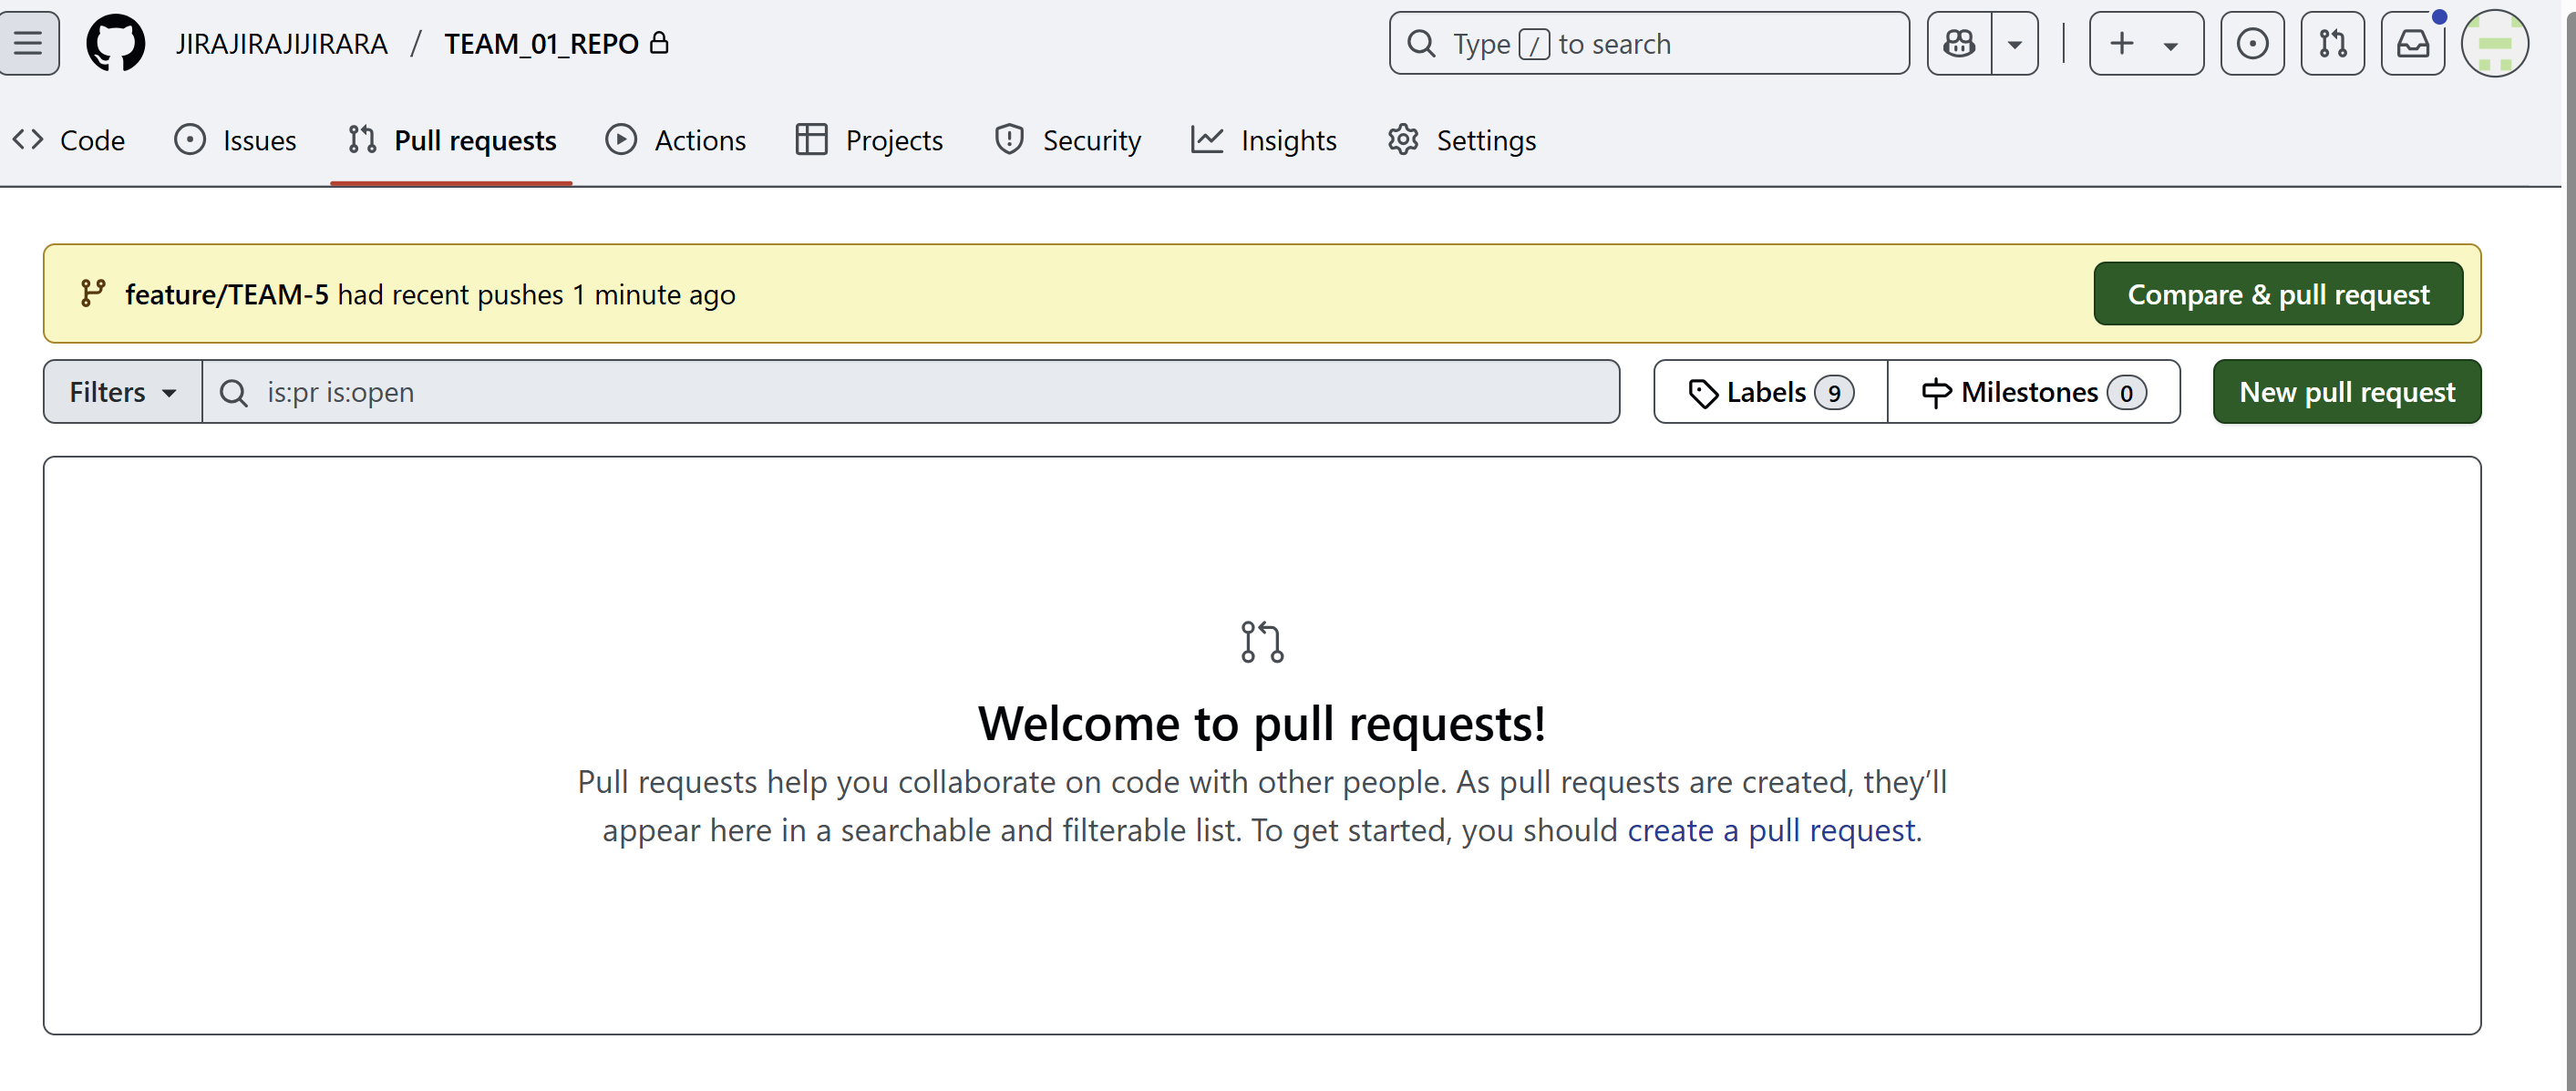 JIRAJIRAJIJIRARA / TEAM_01_REPO
Type / to search
Code Issues Pull requests Actions Projects Security Insights Settings
feature/TEAM-5 had recent pushes 1 minute ago
Compare & pull request
Filters
is:pr is:open
Labels 9
Milestones 0
New pull request
Welcome to pull requests!
Pull requests help you collaborate on code with other people. As pull requests are created, they’ll
appear here in a searchable and filterable list. To get started, you should create a pull request.